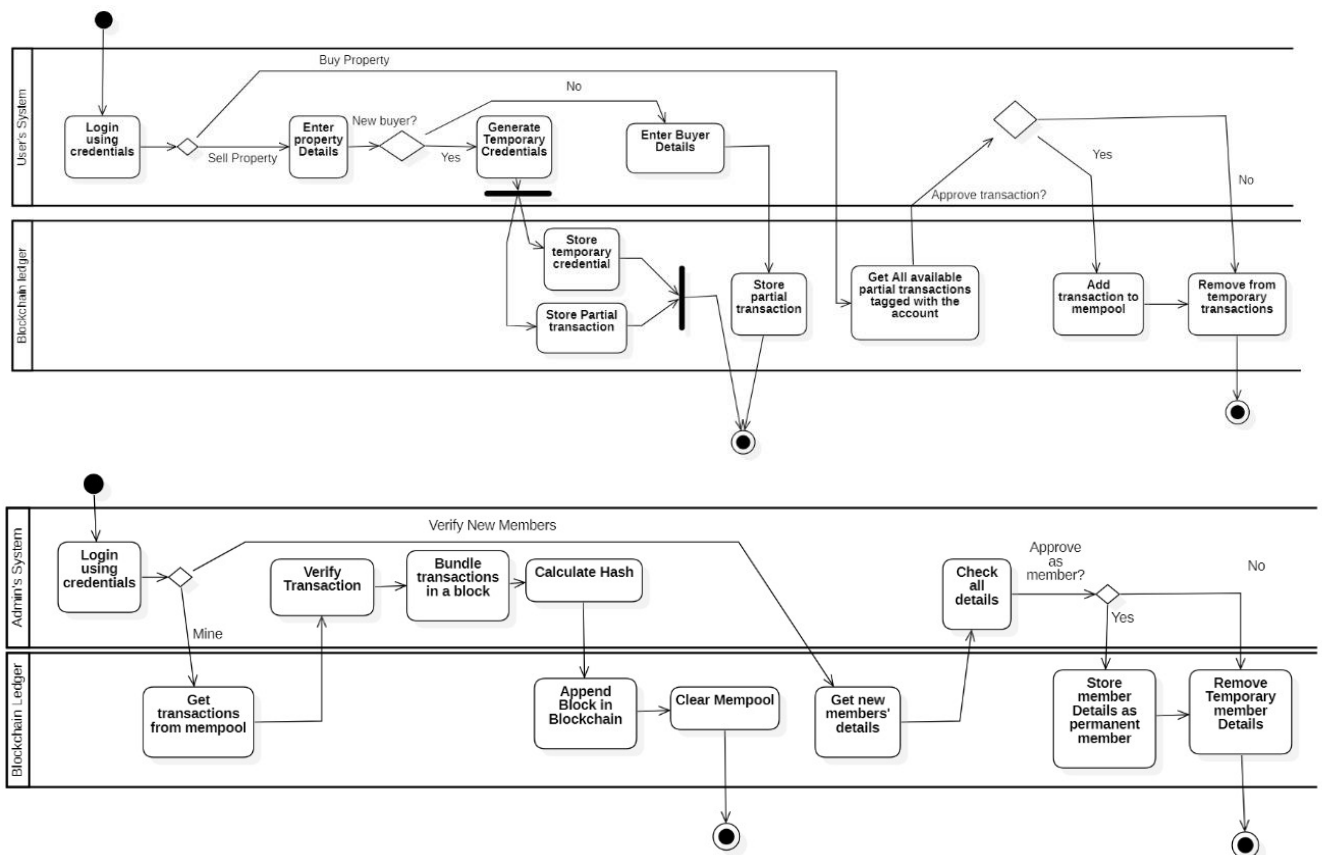 Buy Property
No
User's System
Login
using
credentials
Sell Property
Enter
property
Details
New buyer?
Yes
Generate
Temporary
Credentials
Enter Buyer
Details
Yes
No
Approve transaction?
Blockchain ledger
Store
temporary
credential
Store Partial
transaction
Store
partial
transaction
Get All available
partial transactions
tagged with the
account
Add
transaction to
mempool
Remove from
temporary
transactions
Verify New Members
Admin's System
Login
using
credentials
Mine
Verify
Transaction
Bundle
transactions
in a block
Calculate Hash
Check
all
details
Approve
as
member?
No
Yes
Blockchain Ledger
Get
transactions
from mempool
Append
Block in
Blockchain
Clear Mempool
Get new
members'
details
Store
member
Details as
permanent
member
Remove
Temporary
member
Details